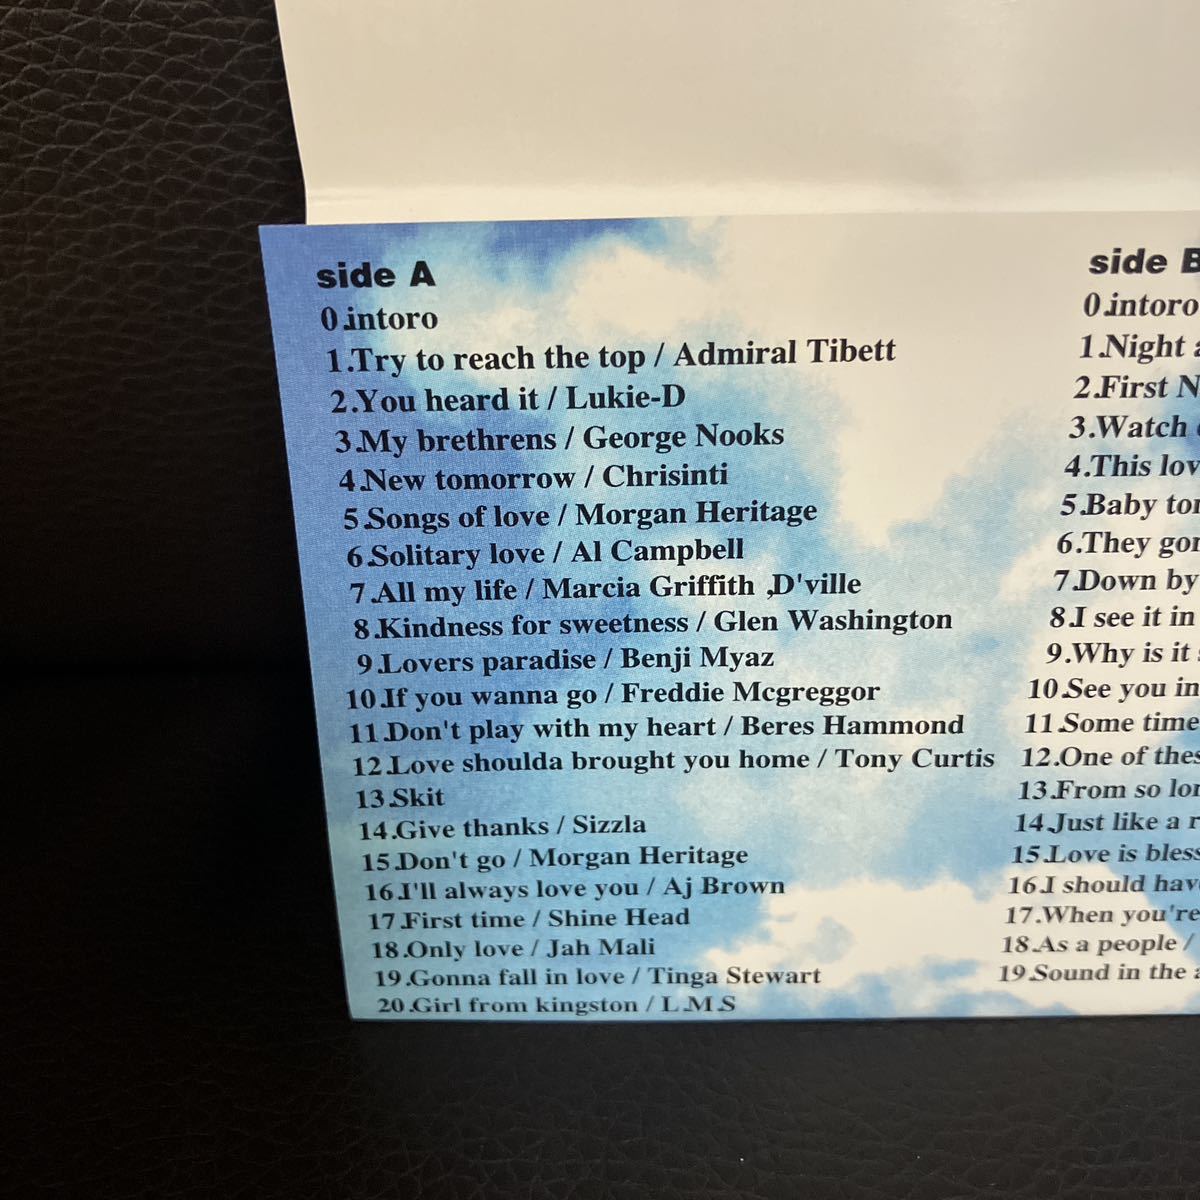 side A
0.intoro
1.Try to reach the top / Admiral Tibett
2.You heard it / Lukie-D
3.My brethrens / George Nooks
4.New tomorrow / Chrisinti
5.Songs of love / Morgan Heritage
6.Solitary love / Al Campbell
7.All my life / Marcia Griffith ,D'ville
8.Kindness for sweetness / Glen Washington
9.Lovers paradise / Benji Myaz
10.If you wanna go / Freddie Mcgreggor
11.Don't play with my heart / Beres Hammond
12.Love shoulda brought you home / Tony Curtis
13.Skit
14.Give thanks / Sizzla
15.Don't go / Morgan Heritage
16.I'll always love you / Aj Brown
17.First time / Shine Head
18.Only love / Jah Mali
19.Gonna fall in love / Tinga Stewart
20.Girl from kingston / L.M.S
side B
0.intoro
1.Night
2.First N
3.Watch
4.This lov
5.Baby
6.They
7.Down by
8.I see it in
9.Why is it
10.See you in
11.Some time
12.One of thes
13.From so lon
14.Just like a r
15.Love is bless
16.I should have
17.When you're
18.As a people /
19.Sound in the